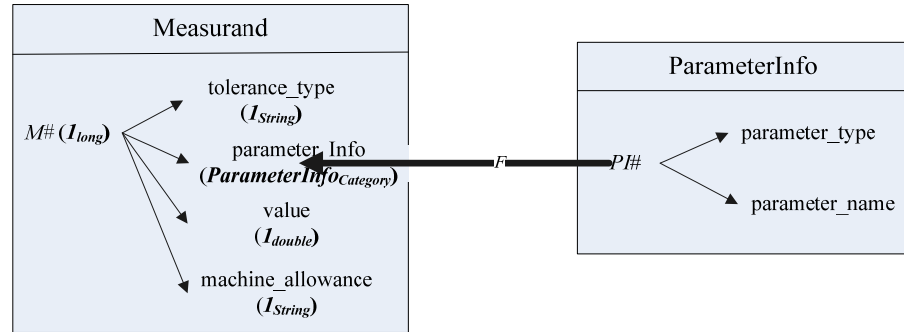 Measurand
tolerance_type
(1String)
M# (1long)
parameter_Info
(ParameterInfoCategory)
value
(1double)
machine_allowance
(1String)
F
ParameterInfo
parameter_type
PI#
parameter_name